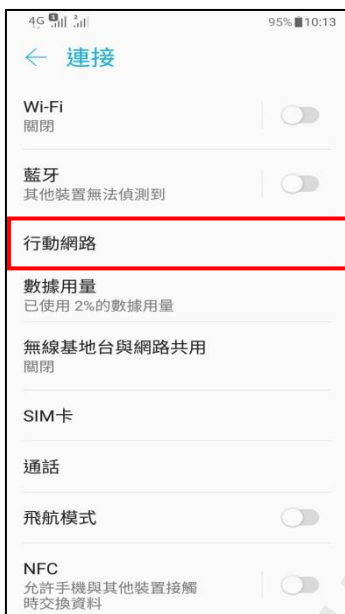 4G 95% 10:13
← 連接
Wi-Fi
關閉
藍牙
其他裝置無法偵測到
行動網路
數據用量
已使用 2%的數據用量
無線基地台與網路共用
關閉
SIM卡
通話
飛航模式
NFC
允許手機與其他裝置接觸
時交換資料